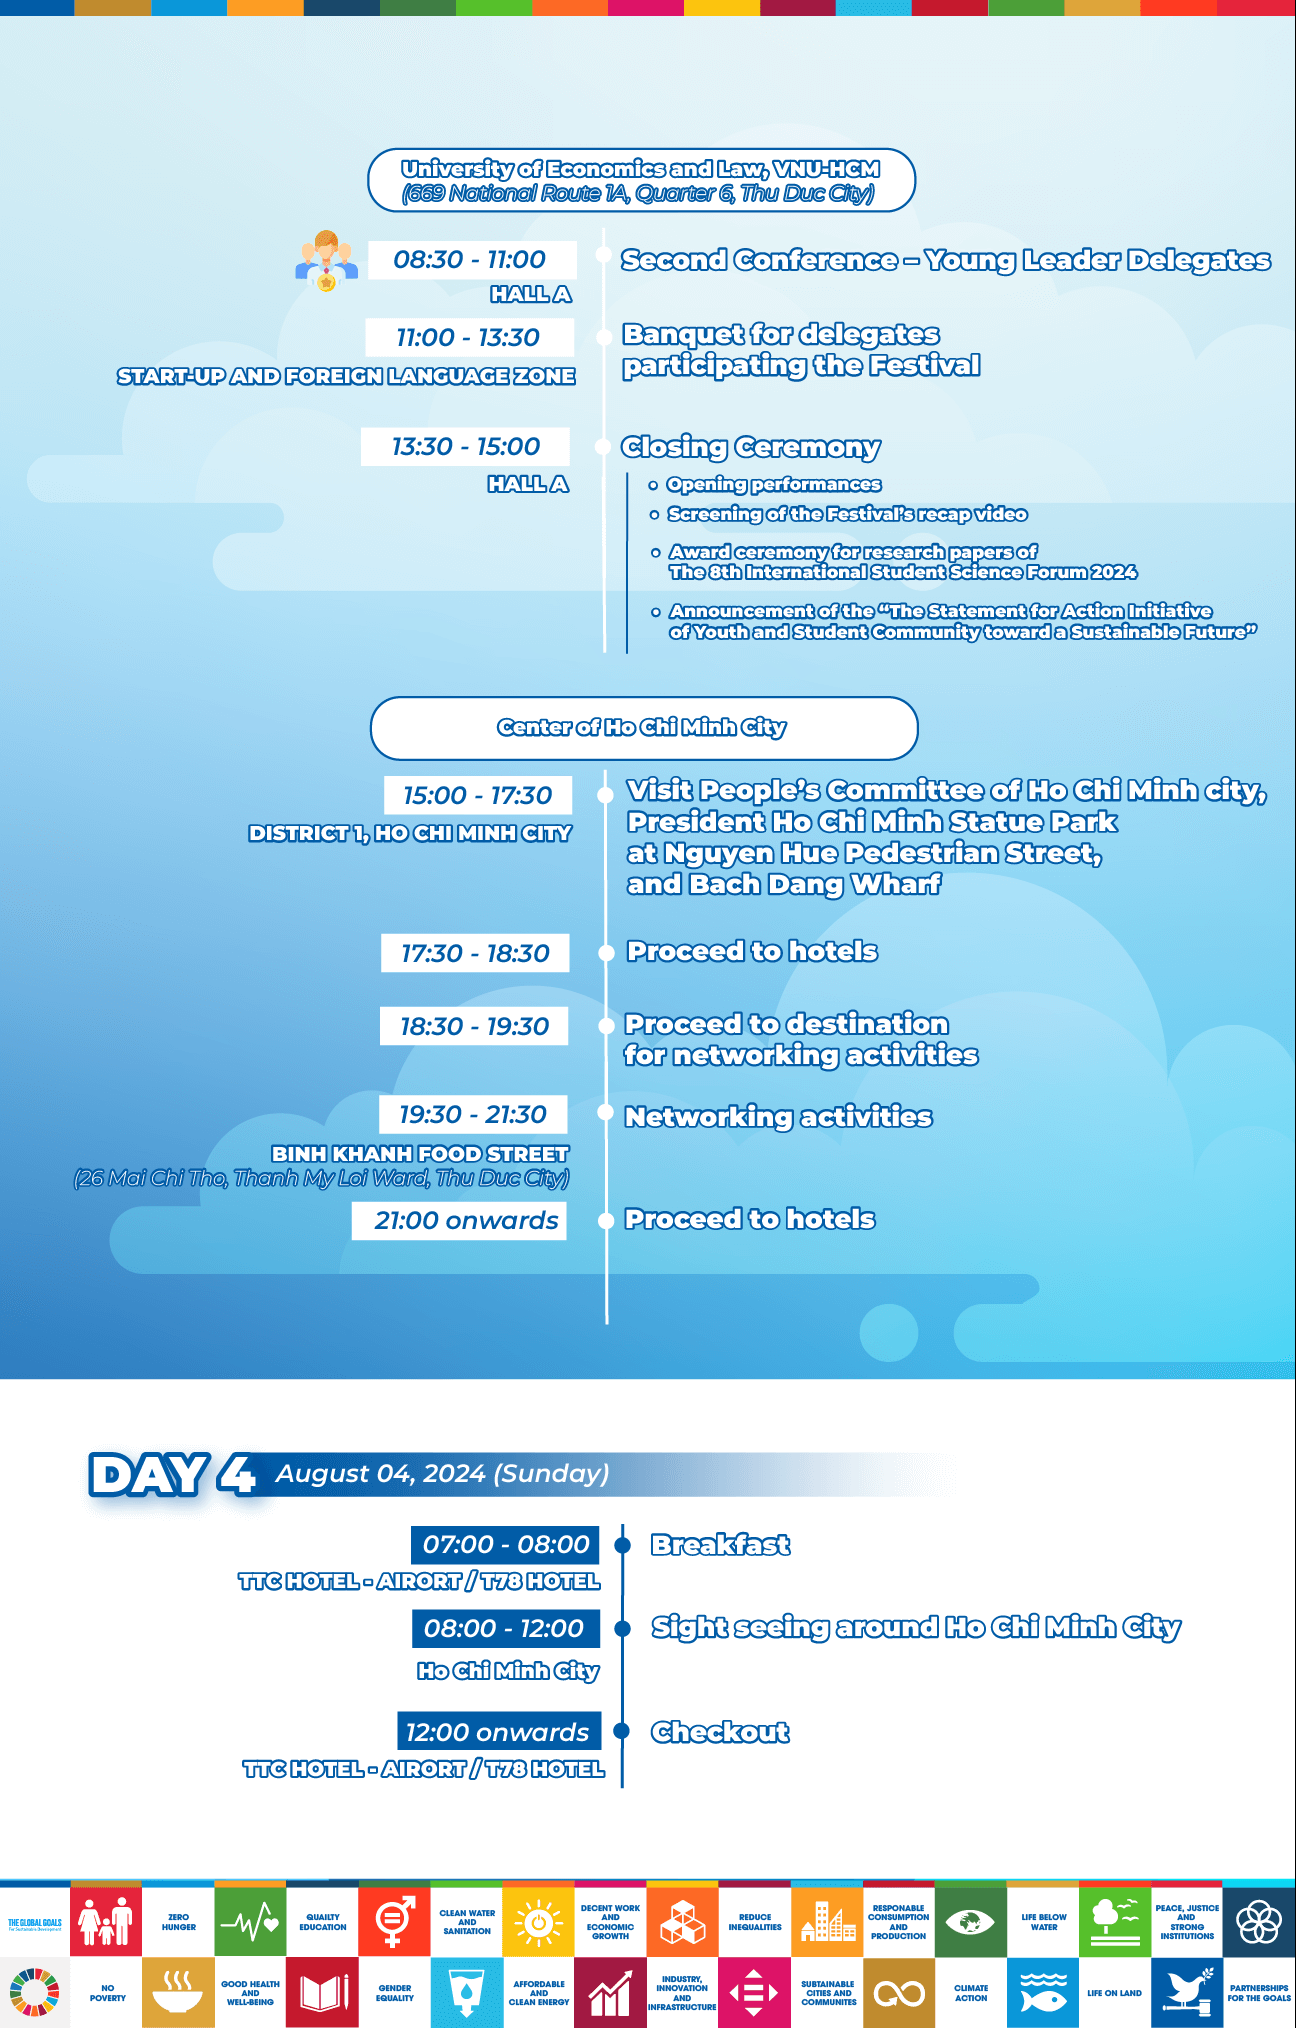 University of Economics and Law, VNU-HCM
(669 National Route 1A, Quarter 6, Thu Duc City)
08:30 - 11:00
HALL A
Second Conference – Young Leader Delegates
11:00 - 13:30
START-UP AND FOREIGN LANGUAGE ZONE
Banquet for delegates
participating the Festival
13:30 - 15:00
HALL A
Closing Ceremony
• Opening performances
• Screening of the Festival's recap video
• Award ceremony for research papers of
The 8th International Student Science Forum 2024
• Announcement of the “The Statement for Action Initiative
of Youth and Student Community toward a Sustainable Future”
Center of Ho Chi Minh City
15:00 - 17:30
DISTRICT 1, HO CHI MINH CITY
Visit People's Committee of Ho Chi Minh city,
President Ho Chi Minh Statue Park
at Nguyen Hue Pedestrian Street,
and Bach Dang Wharf
17:30 - 18:30
Proceed to hotels
18:30 - 19:30
Proceed to destination
for networking activities
19:30 - 21:30
BINH KHANH FOOD STREET
(26 Mai Chi Tho, Thanh My Loi Ward, Thu Duc City)
Networking activities
21:00 onwards
Proceed to hotels
DAY 4
August 04, 2024 (Sunday)
07:00 - 08:00
TTC HOTEL - AIRORT / T78 HOTEL
Breakfast
08:00 - 12:00
Ho Chi Minh City
Sight seeing around Ho Chi Minh City
12:00 onwards
TTC HOTEL - AIRORT / T78 HOTEL
Checkout
THE GLOBAL GOALS
For Sustainable Development
ZERO
HUNGER
QUAILTY
EDUCATION
CLEAN WATER
AND
SANITATION
DECENT WORK
AND
ECONOMIC
GROWTH
REDUCE
INEQUALITIES
RESPONABLE
CONSUMPTION
AND
PRODUCTION
LIFE BELOW
WATER
PEACE, JUSTICE
AND
STRONG
INSTITUTIONS
NO
POVERTY
GOOD HEALTH
AND
WELL-BEING
GENDER
EQUALITY
AFFORDABLE
AND
CLEAN ENERGY
INDUSTRY,
INNOVATION
AND
INFRASTRUCTURE
SUBTAINABLE
CITIES AND
COMMUNITES
CLIMATE
ACTION
LIFE ON LAND
PARTNERSHIPS
FOR THE GOALS